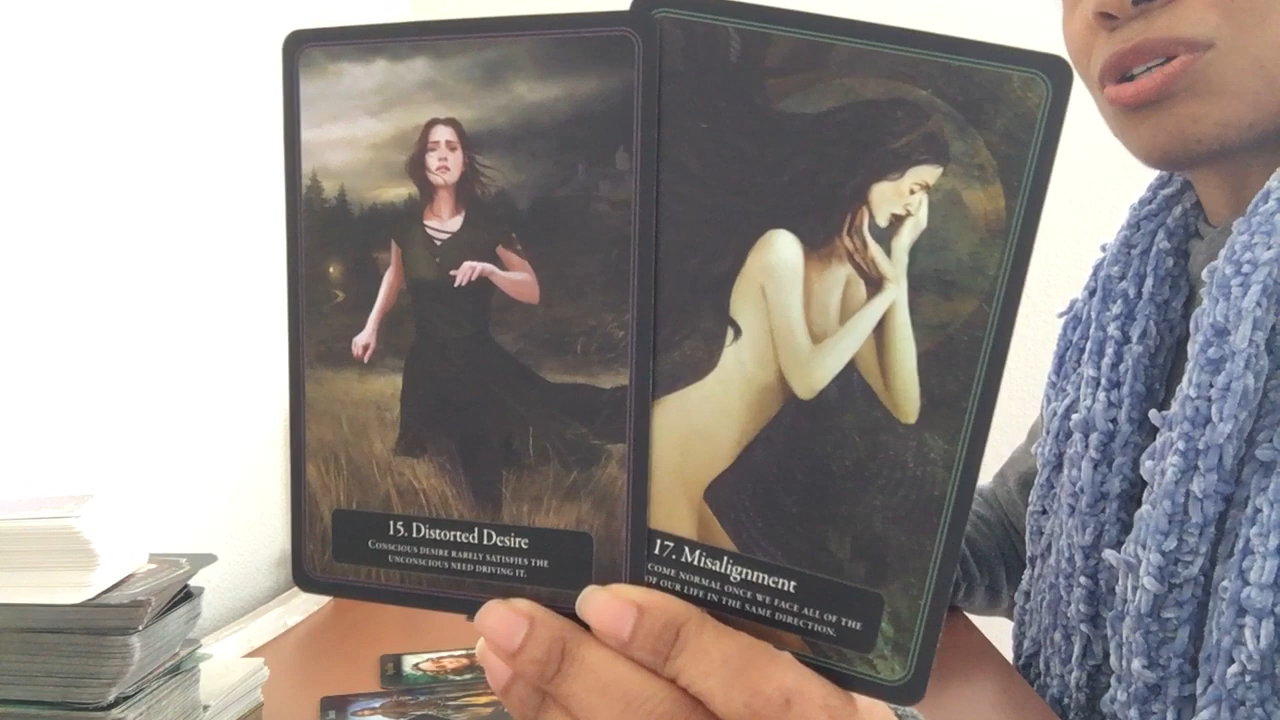 15. Distorted Desire
Conscious desire rarely satisfies the
unconscious need driving it.
17. Misalignment
come normal once we face all of the
of our life in the same direction.